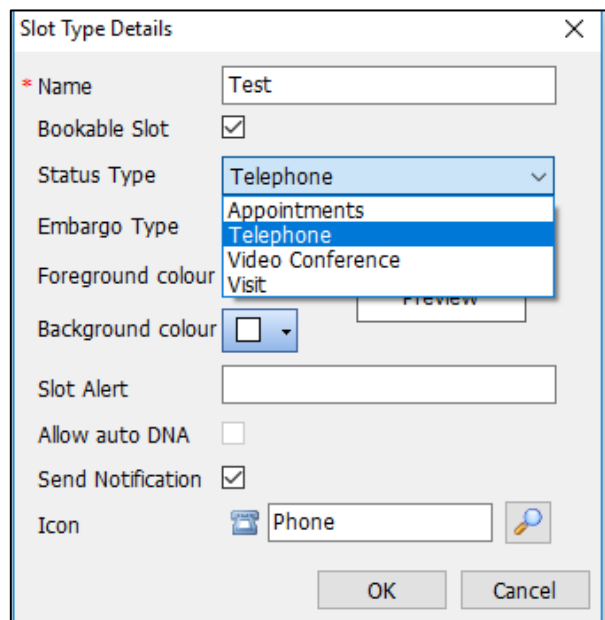 Slot Type Details
* Name Test
Bookable Slot
Status Type Telephone
Appointments
Embargo Type Telephone
Video Conference
Foreground colour Visit
Preview
Background colour
Slot Alert
Allow auto DNA
Send Notification
Icon Phone
OK Cancel